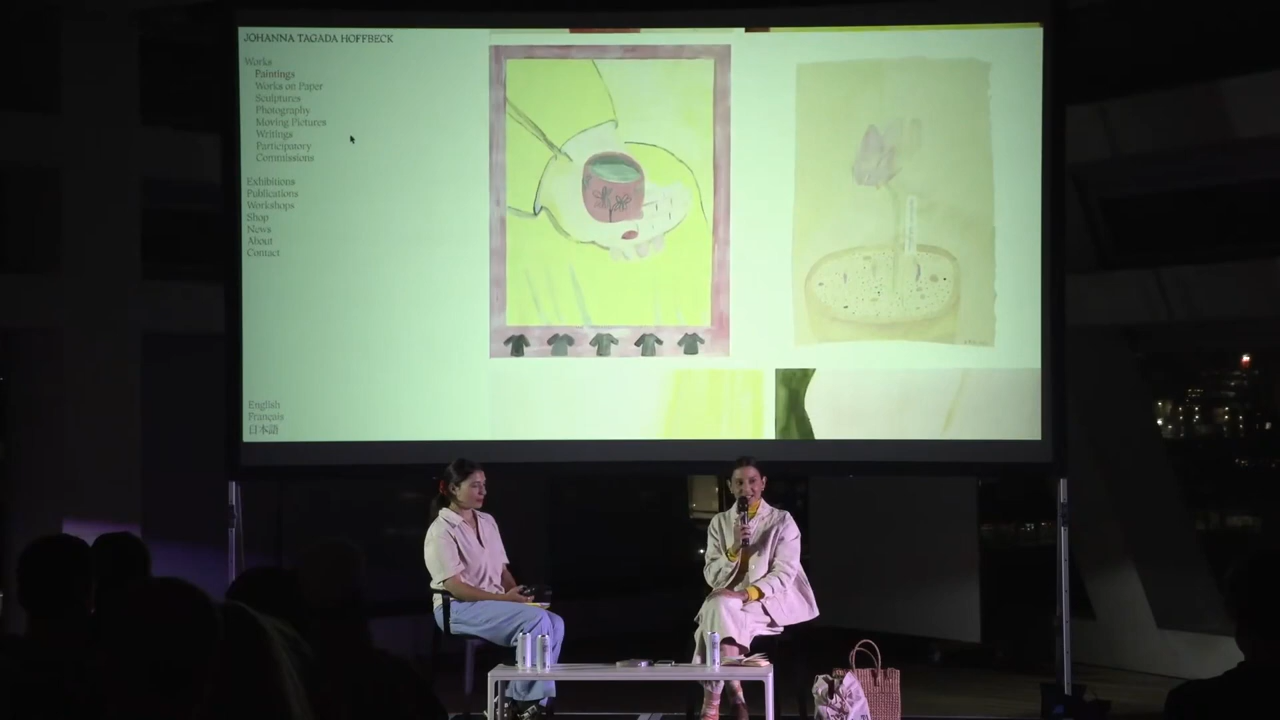 JOHANNA TAGADA HOFFBECK
Works
Paintings
Works on Paper
Sculptures
Photography
Moving Pictures
Writings
Participatory
Commissions
Exhibitions
Publications
Workshops
Shop
News
About
Contact
English
Français
日本語